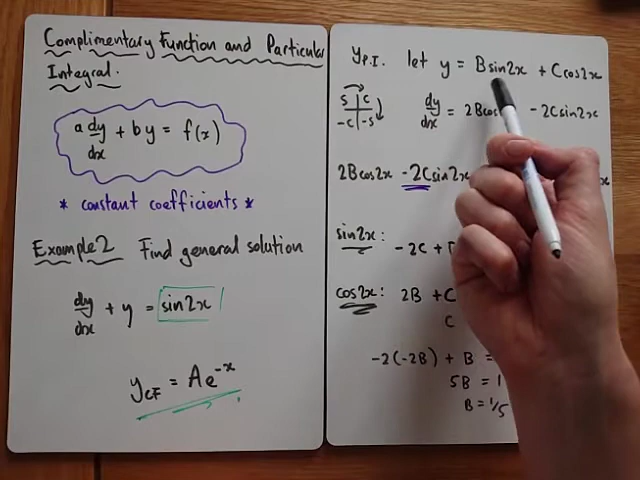 Complimentary Function and Particular
Integral.
a dy/dx + by = f(x)
* constant coefficients *
Example 2 Find general solution
dy/dx + y = sin2x
yCF = Ae^-x
yP.I. let y = Bsin2x + Ccos2x
S C
-C -S
dy/dx = 2Bcos - 2Csin2x
2Bcos2x - 2Csin2x
sin2x: -2C +
cos2x: 2B + C
C
-2(-2B) + B =
5B = 1
B = 1/5